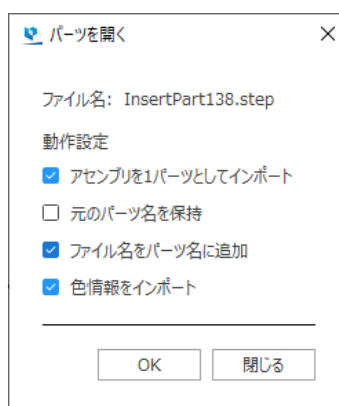 パーツを開く
ファイル名: InsertPart138.step
動作設定
アセンブリを1パーツとしてインポート
元のパーツ名を保持
ファイル名をパーツ名に追加
色情報をインポート
OK 閉じる